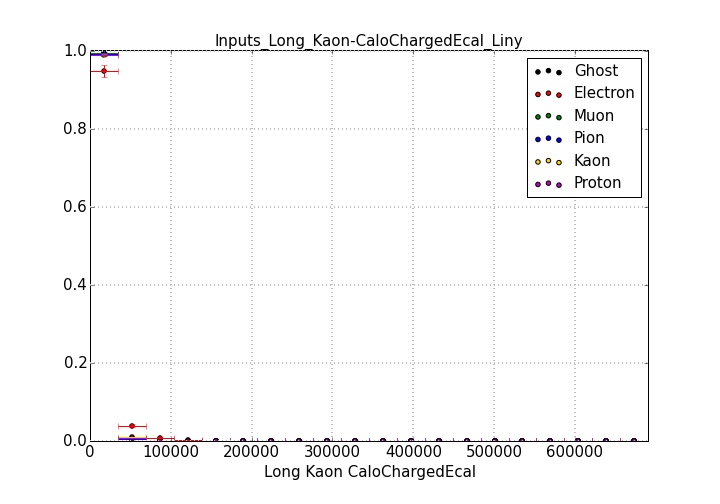 Inputs_Long_Kaon-CaloChargedEcal_Liny
1.0
0.8
0.6
0.4
0.2
0.0
Ghost
Electron
Muon
Pion
Kaon
Proton
0 100000 200000 300000 400000 500000 600000
Long Kaon CaloChargedEcal